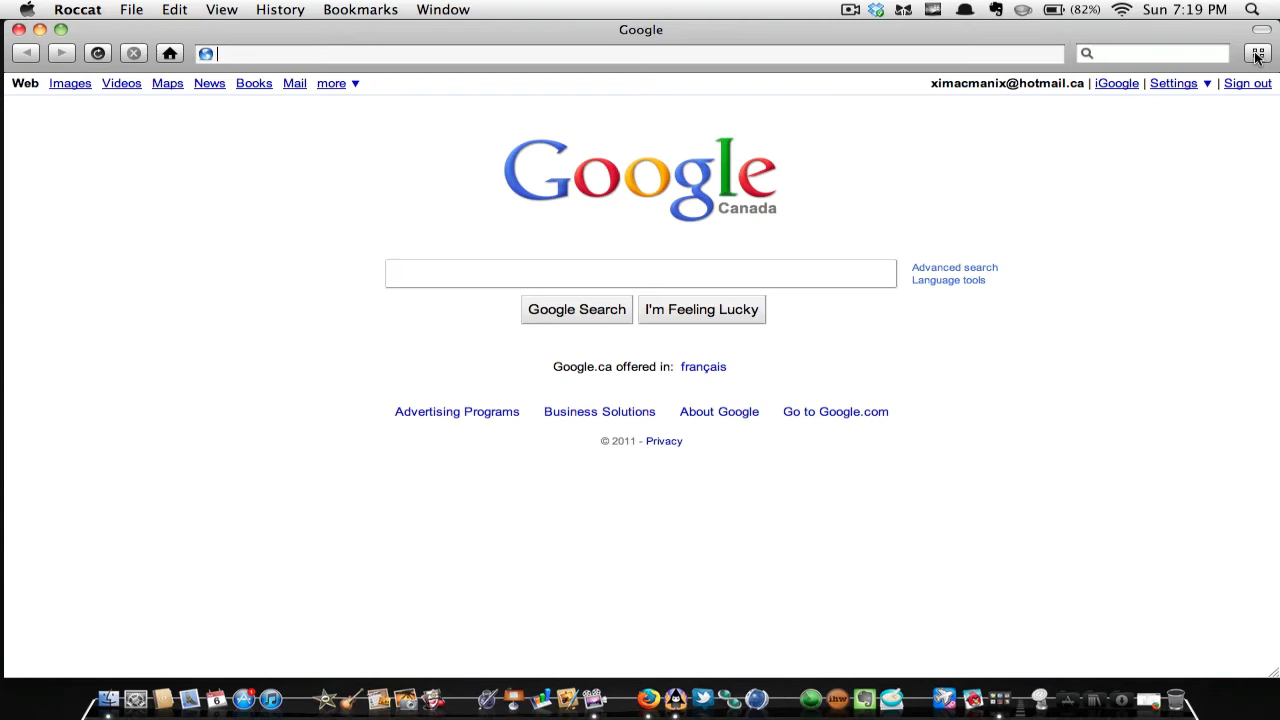 Roccat File Edit View History Bookmarks Window (82%) Sun 7:19 PM
Google
Web Images Videos Maps News Books Mail more ▼ ximacmanix@hotmail.ca | iGoogle | Settings ▼ | Sign out
Google
Canada
Advanced search
Language tools
Google Search I'm Feeling Lucky
Google.ca offered in: français
Advertising Programs Business Solutions About Google Go to Google.com
© 2011 - Privacy
6
ihw